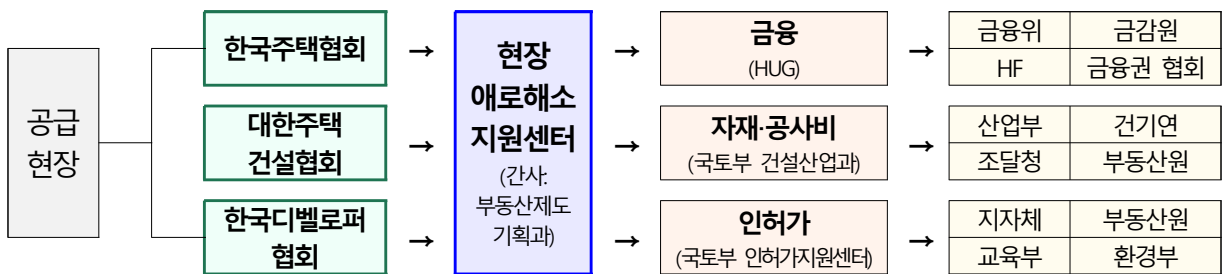 공급
현장
한국주택협회
대한주택
건설협회
한국디벨로퍼
협회
→
→
→
현장
애로해소
지원센터
(간사:
부동산제도
기획과)
→
→
→
금융
(HUG)
자재·공사비
(국토부 건설산업과)
인허가
(국토부 인허가지원센터)
→
→
→
금융위 금감원
HF 금융권 협회
산업부 건기연
조달청 부동산원
지자체 부동산원
교육부 환경부